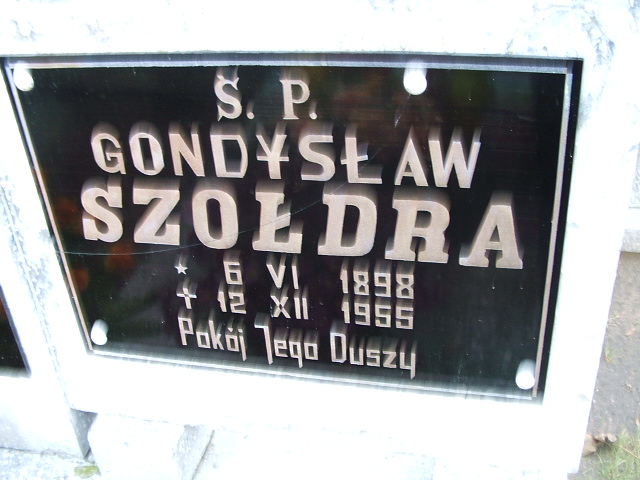 Ś. P.
GONDYSŁAW
SZOŁDRA
* 6 VI 1898
✝ 12 XII 1955
Pokój Jego Duszy